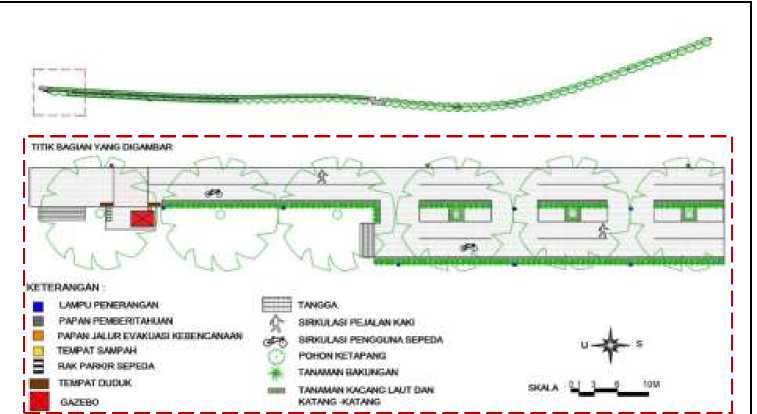 TITIK BAGIAN YANG DIGAMBAR
KETERANGAN :
LAMPU PENERANGAN
PAPAN PEMBERITAHUAN
PAPAN JALUR EVAKUASI KEBENCANAAN
TEMPAT SAMPAH
RAK PARKIR SEPEDA
TEMPAT DUDUK
GAZEBO
TANGGA
SIRKULASI PEJALAN KAKI
SIRKULASI PENGGUNA SEPEDA
POHON KETAPANG
TANAMAN BAKUNGAN
TANAMAN KACANG LAUT DAN
KATANG -KATANG
U S
SKALA 0 1 3 6 10M